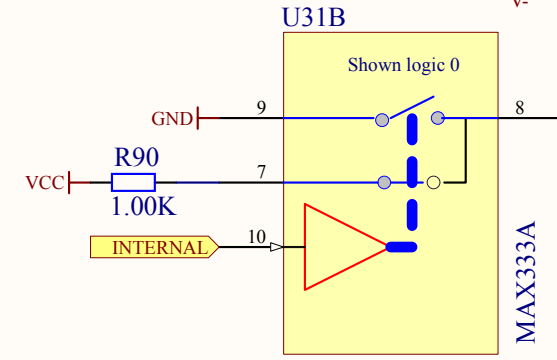 V-
U31B
Shown logic 0
GND
9
8
R90
7
VCC
1.00K
INTERNAL
10
MAX333A